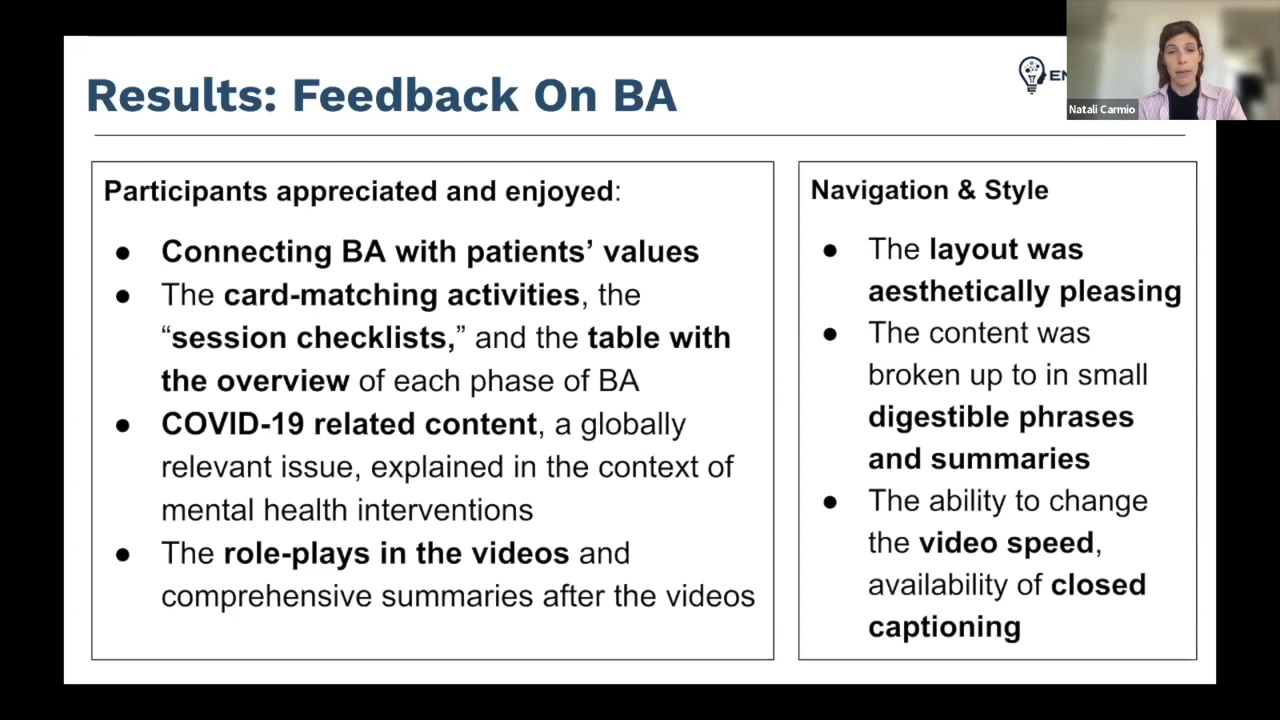 Results: Feedback On BA
EN
Natali Carmio
Participants appreciated and enjoyed:
● Connecting BA with patients’ values
● The card-matching activities, the
“session checklists,” and the table with
the overview of each phase of BA
● COVID-19 related content, a globally
relevant issue, explained in the context of
mental health interventions
● The role-plays in the videos and
comprehensive summaries after the videos
Navigation & Style
● The layout was
aesthetically pleasing
● The content was
broken up to in small
digestible phrases
and summaries
● The ability to change
the video speed,
availability of closed
captioning